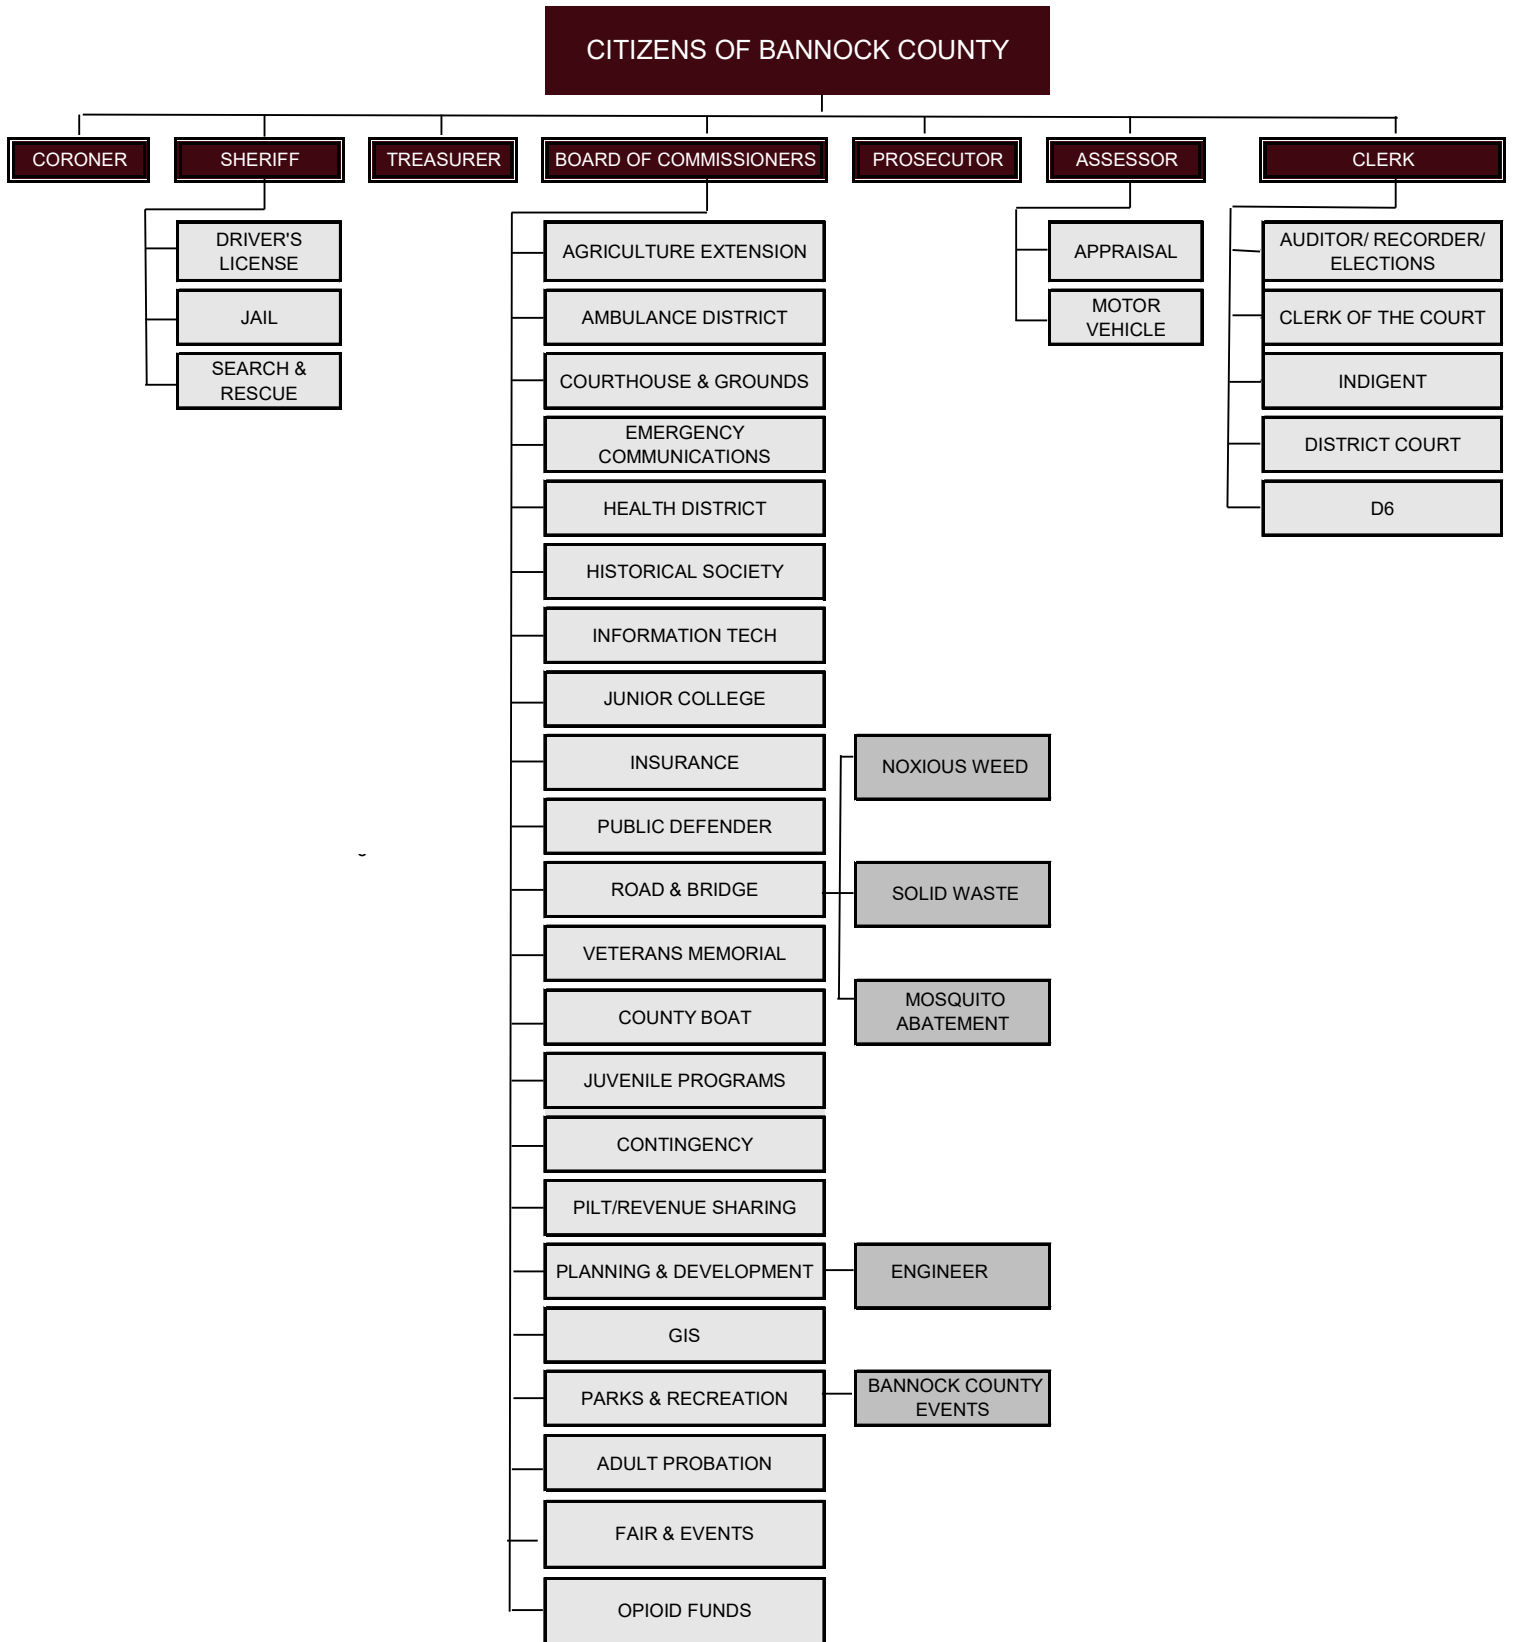 CITIZENS OF BANNOCK COUNTY
CORONER
SHERIFF
TREASURER
BOARD OF COMMISSIONERS
PROSECUTOR
ASSESSOR
CLERK
DRIVER'S
LICENSE
JAIL
SEARCH &
RESCUE
AGRICULTURE EXTENSION
AMBULANCE DISTRICT
COURTHOUSE & GROUNDS
EMERGENCY
COMMUNICATIONS
HEALTH DISTRICT
HISTORICAL SOCIETY
INFORMATION TECH
JUNIOR COLLEGE
INSURANCE
PUBLIC DEFENDER
ROAD & BRIDGE
VETERANS MEMORIAL
COUNTY BOAT
JUVENILE PROGRAMS
CONTINGENCY
PILT/REVENUE SHARING
PLANNING & DEVELOPMENT
GIS
PARKS & RECREATION
ADULT PROBATION
FAIR & EVENTS
OPIOID FUNDS
NOXIOUS WEED
SOLID WASTE
MOSQUITO
ABATEMENT
ENGINEER
BANNOCK COUNTY
EVENTS
APPRAISAL
MOTOR
VEHICLE
AUDITOR/ RECORDER/
ELECTIONS
CLERK OF THE COURT
INDIGENT
DISTRICT COURT
D6